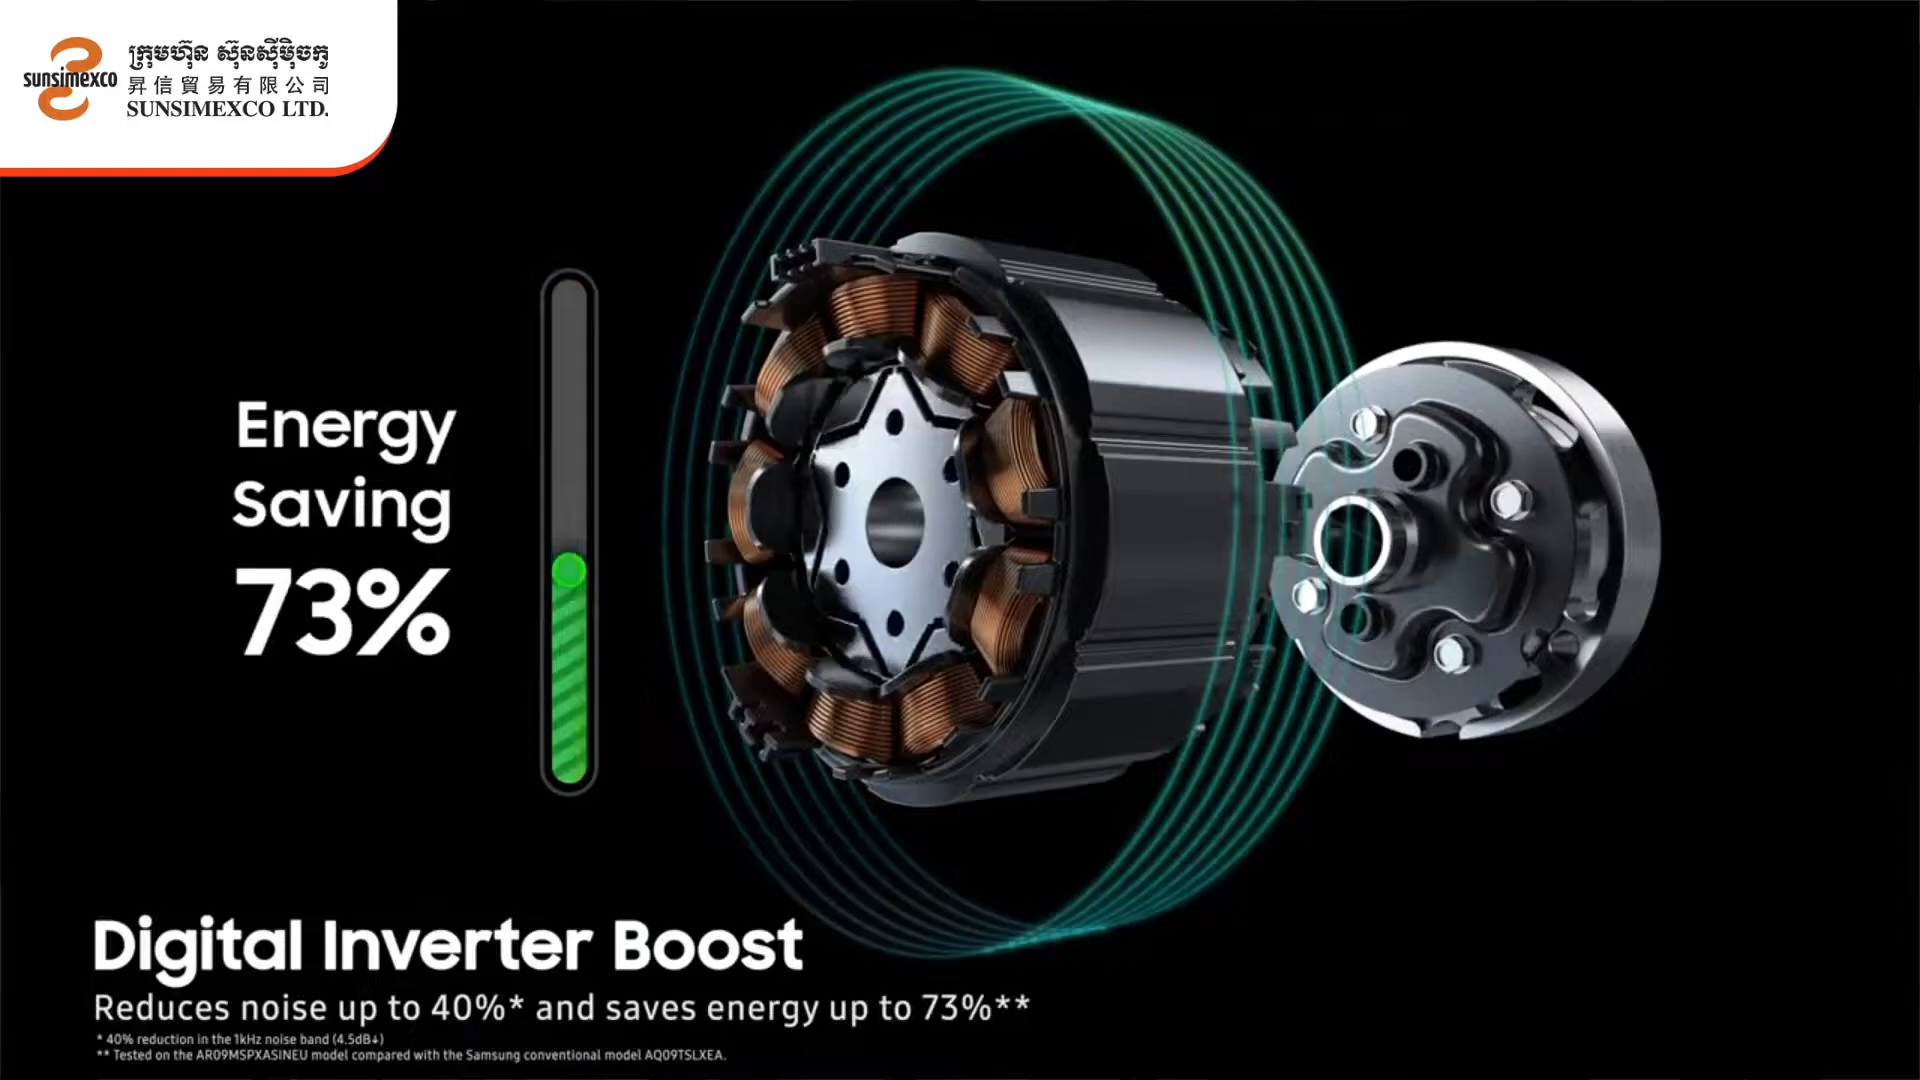 sunsimexco
ក្រុមហ៊ុន ស៊ុនស៊ីម៉ិចកូ
昇信貿易有限公司
SUNSIMEXCO LTD.
Energy
Saving
73%
Digital Inverter Boost
Reduces noise up to 40%* and saves energy up to 73%**
* 40% reduction in the 1kHz noise band (4.5dB↓)
** Tested on the AR09MSPXASINEU model compared with the Samsung conventional model AQ09TSLXEA.